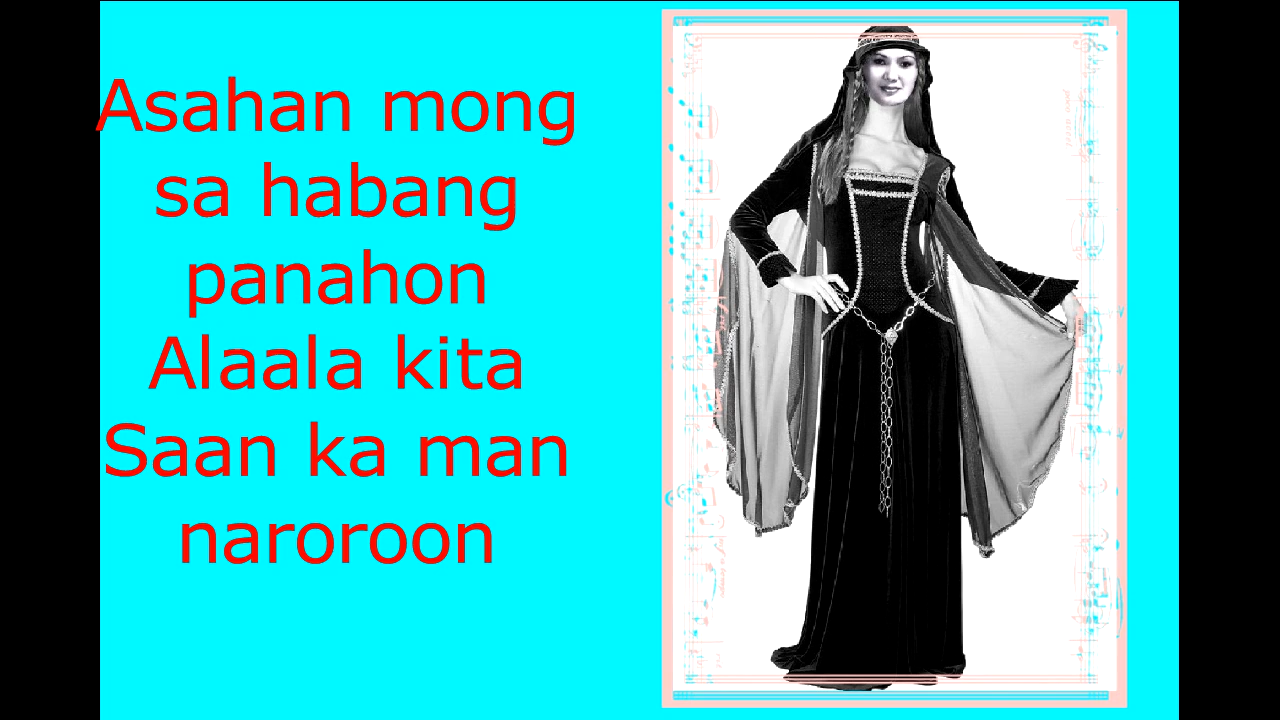 Asahan mong
sa habang
panahon
Alaala kita
Saan ka man
naroroon